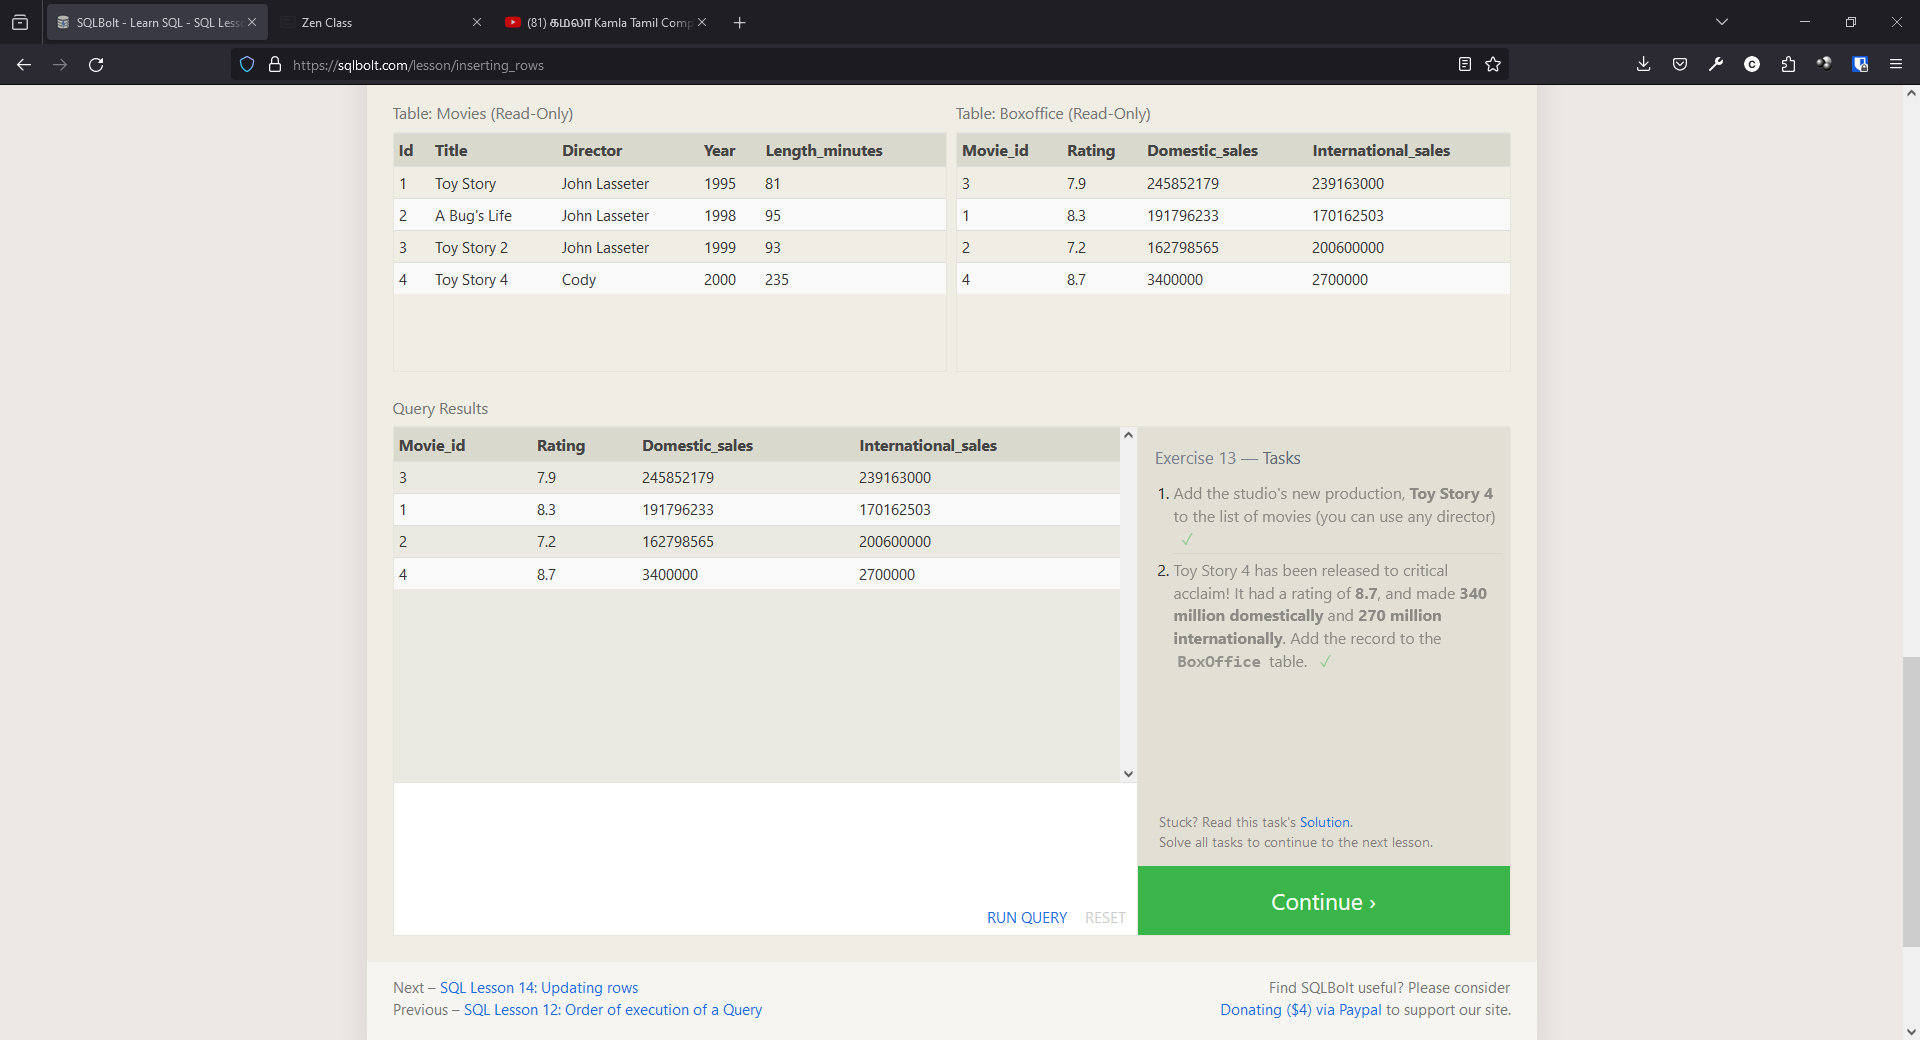 SQLBolt - Learn SQL - SQL Less
Zen Class
(81) கமலா Kamla Tamil Comp
https://sqlbolt.com/lesson/inserting_rows
Table: Movies (Read-Only)
Id Title Director Year Length_minutes
1 Toy Story John Lasseter 1995 81
2 A Bug's Life John Lasseter 1998 95
3 Toy Story 2 John Lasseter 1999 93
4 Toy Story 4 Cody 2000 235
Table: Boxoffice (Read-Only)
Movie_id Rating Domestic_sales International_sales
3 7.9 245852179 239163000
1 8.3 191796233 170162503
2 7.2 162798565 200600000
4 8.7 3400000 2700000
Query Results
Movie_id Rating Domestic_sales International_sales
3 7.9 245852179 239163000
1 8.3 191796233 170162503
2 7.2 162798565 200600000
4 8.7 3400000 2700000
RUN QUERY RESET
Exercise 13 — Tasks
1. Add the studio's new production, Toy Story 4
to the list of movies (you can use any director)
✓
2. Toy Story 4 has been released to critical
acclaim! It had a rating of 8.7, and made 340
million domestically and 270 million
internationally. Add the record to the
BoxOffice table. ✓
Stuck? Read this task's Solution.
Solve all tasks to continue to the next lesson.
Continue ›
Next – SQL Lesson 14: Updating rows
Previous – SQL Lesson 12: Order of execution of a Query
Find SQLBolt useful? Please consider
Donating ($4) via Paypal to support our site.